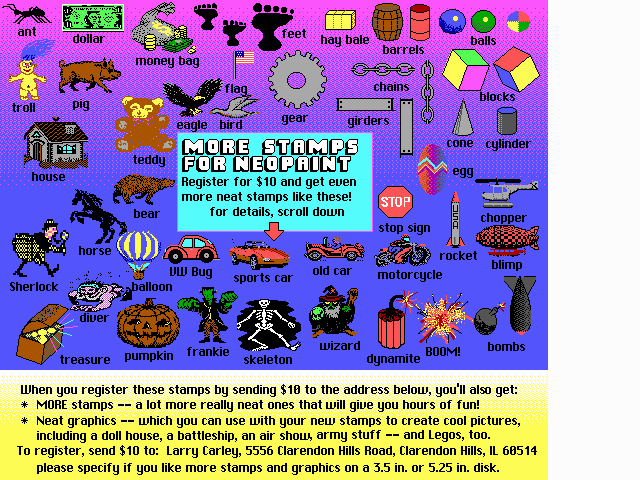 ant
dollar
money bag
feet
hay bale
barrels
balls
troll
pig
flag
eagle
bird
gear
chains
girders
blocks
cone
cylinder
house
teddy
MORE STAMPS
FOR NEOPAINT
Register for $10 and get even
more neat stamps like these!
for details, scroll down
egg
bear
STOP
stop sign
USA
rocket
chopper
horse
Sherlock
balloon
VW Bug
sports car
old car
motorcycle
blimp
diver
treasure
pumpkin
frankie
skeleton
wizard
dynamite
BOOM!
bombs
When you register these stamps by sending $10 to the address below, you'll also get:
* MORE stamps -- a lot more really neat ones that will give you hours of fun!
* Neat graphics -- which you can use with your new stamps to create cool pictures,
including a doll house, a battleship, an air show, army stuff -- and Legos, too.
To register, send $10 to: Larry Carley, 5556 Clarendon Hills Road, Clarendon Hills, IL 60514
please specify if you like more stamps and graphics on a 3.5 in. or 5.25 in. disk.